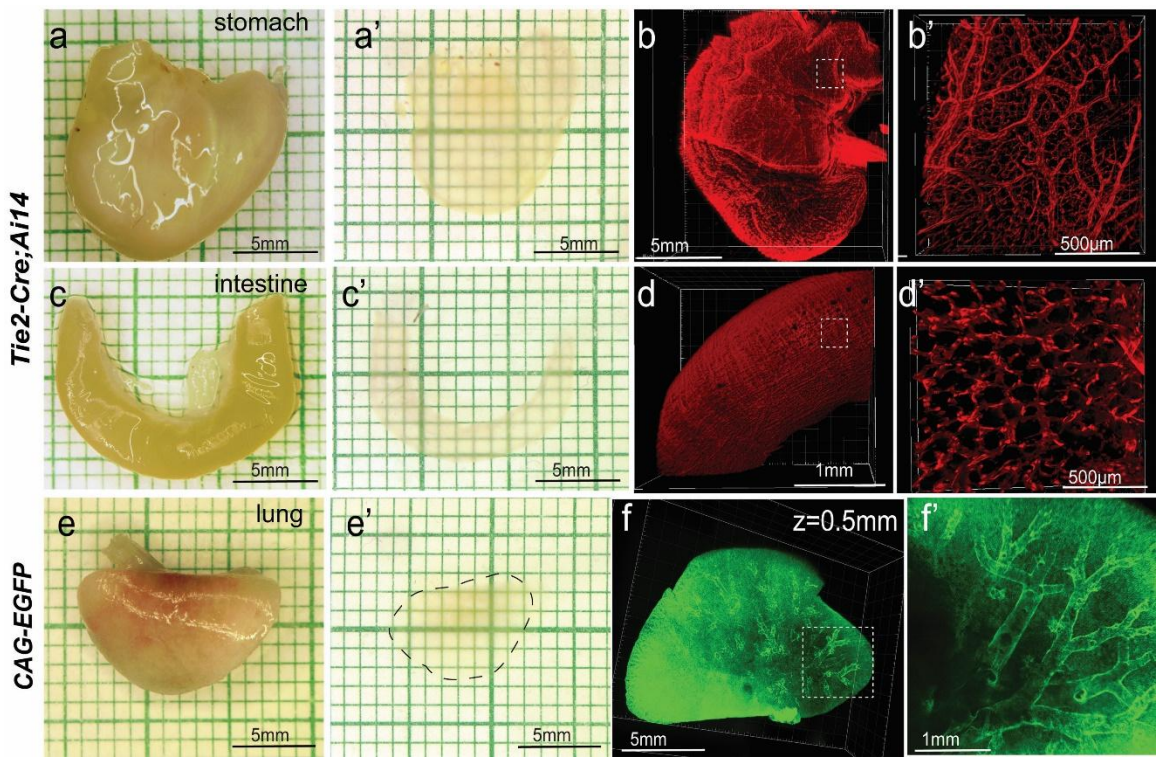 Tie2-Cre;Ai14
CAG-EGFP
a
stomach
5mm
a’
5mm
b
5mm
b’
500µm
c
intestine
5mm
c’
5mm
d
1mm
d’
500µm
e
lung
5mm
e’
5mm
f
z=0.5mm
5mm
f’
1mm